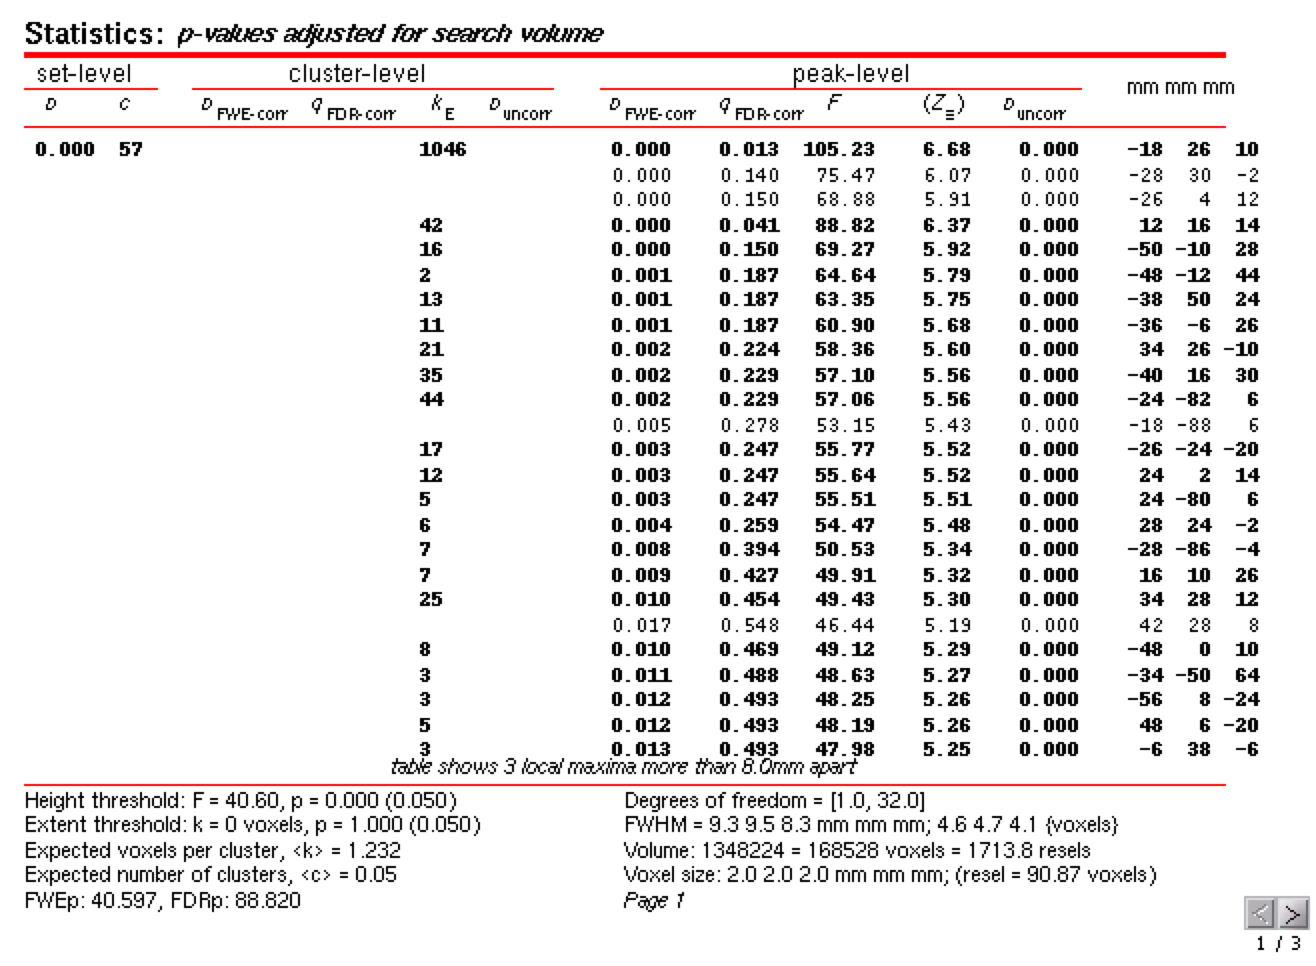 Statistics: p-values adjusted for search volume
set-level cluster-level peak-level mm mm mm
p c p FWE-corr q FDR-corr k E p uncorr p FWE-corr q FDR-corr F (Z≡) p uncorr
0.000 57 1046 0.000 0.013 105.23 6.68 0.000 -18 26 10
0.000 0.140 75.47 6.07 0.000 -28 30 -2
0.000 0.150 68.88 5.91 0.000 -26 4 12
42 0.000 0.041 88.82 6.37 0.000 12 16 14
16 0.000 0.150 69.27 5.92 0.000 -50 -10 28
2 0.001 0.187 64.64 5.79 0.000 -48 -12 44
13 0.001 0.187 63.35 5.75 0.000 -38 50 24
11 0.001 0.187 60.90 5.68 0.000 -36 -6 26
21 0.002 0.224 58.36 5.60 0.000 34 26 -10
35 0.002 0.229 57.10 5.56 0.000 -40 16 30
44 0.002 0.229 57.06 5.56 0.000 -24 -82 6
0.005 0.278 53.15 5.43 0.000 -18 -88 6
17 0.003 0.247 55.77 5.52 0.000 -26 -24 -20
12 0.003 0.247 55.64 5.52 0.000 24 2 14
5 0.003 0.247 55.51 5.51 0.000 24 -80 6
6 0.004 0.259 54.47 5.48 0.000 28 24 -2
7 0.008 0.394 50.53 5.34 0.000 -28 -86 -4
7 0.009 0.427 49.91 5.32 0.000 16 10 26
25 0.010 0.454 49.43 5.30 0.000 34 28 12
0.017 0.548 46.44 5.19 0.000 42 28 8
8 0.010 0.469 49.12 5.29 0.000 -48 0 10
3 0.011 0.488 48.63 5.27 0.000 -34 -50 64
3 0.012 0.493 48.25 5.26 0.000 -56 8 -24
5 0.012 0.493 48.19 5.26 0.000 48 6 -20
3 0.013 0.493 47.98 5.25 0.000 -6 38 -6
table shows 3 local maxima more than 8.0mm apart
Height threshold: F = 40.60, p = 0.000 (0.050)
Extent threshold: k = 0 voxels, p = 1.000 (0.050)
Expected voxels per cluster, <k> = 1.232
Expected number of clusters, <c> = 0.05
FWEp: 40.597, FDRp: 88.820
Degrees of freedom = [1.0, 32.0]
FWHM = 9.3 9.5 8.3 mm mm mm; 4.6 4.7 4.1 {voxels}
Volume: 1348224 = 168528 voxels = 1713.8 resels
Voxel size: 2.0 2.0 2.0 mm mm mm; (resel = 90.87 voxels)
Page 1
< >
1 / 3